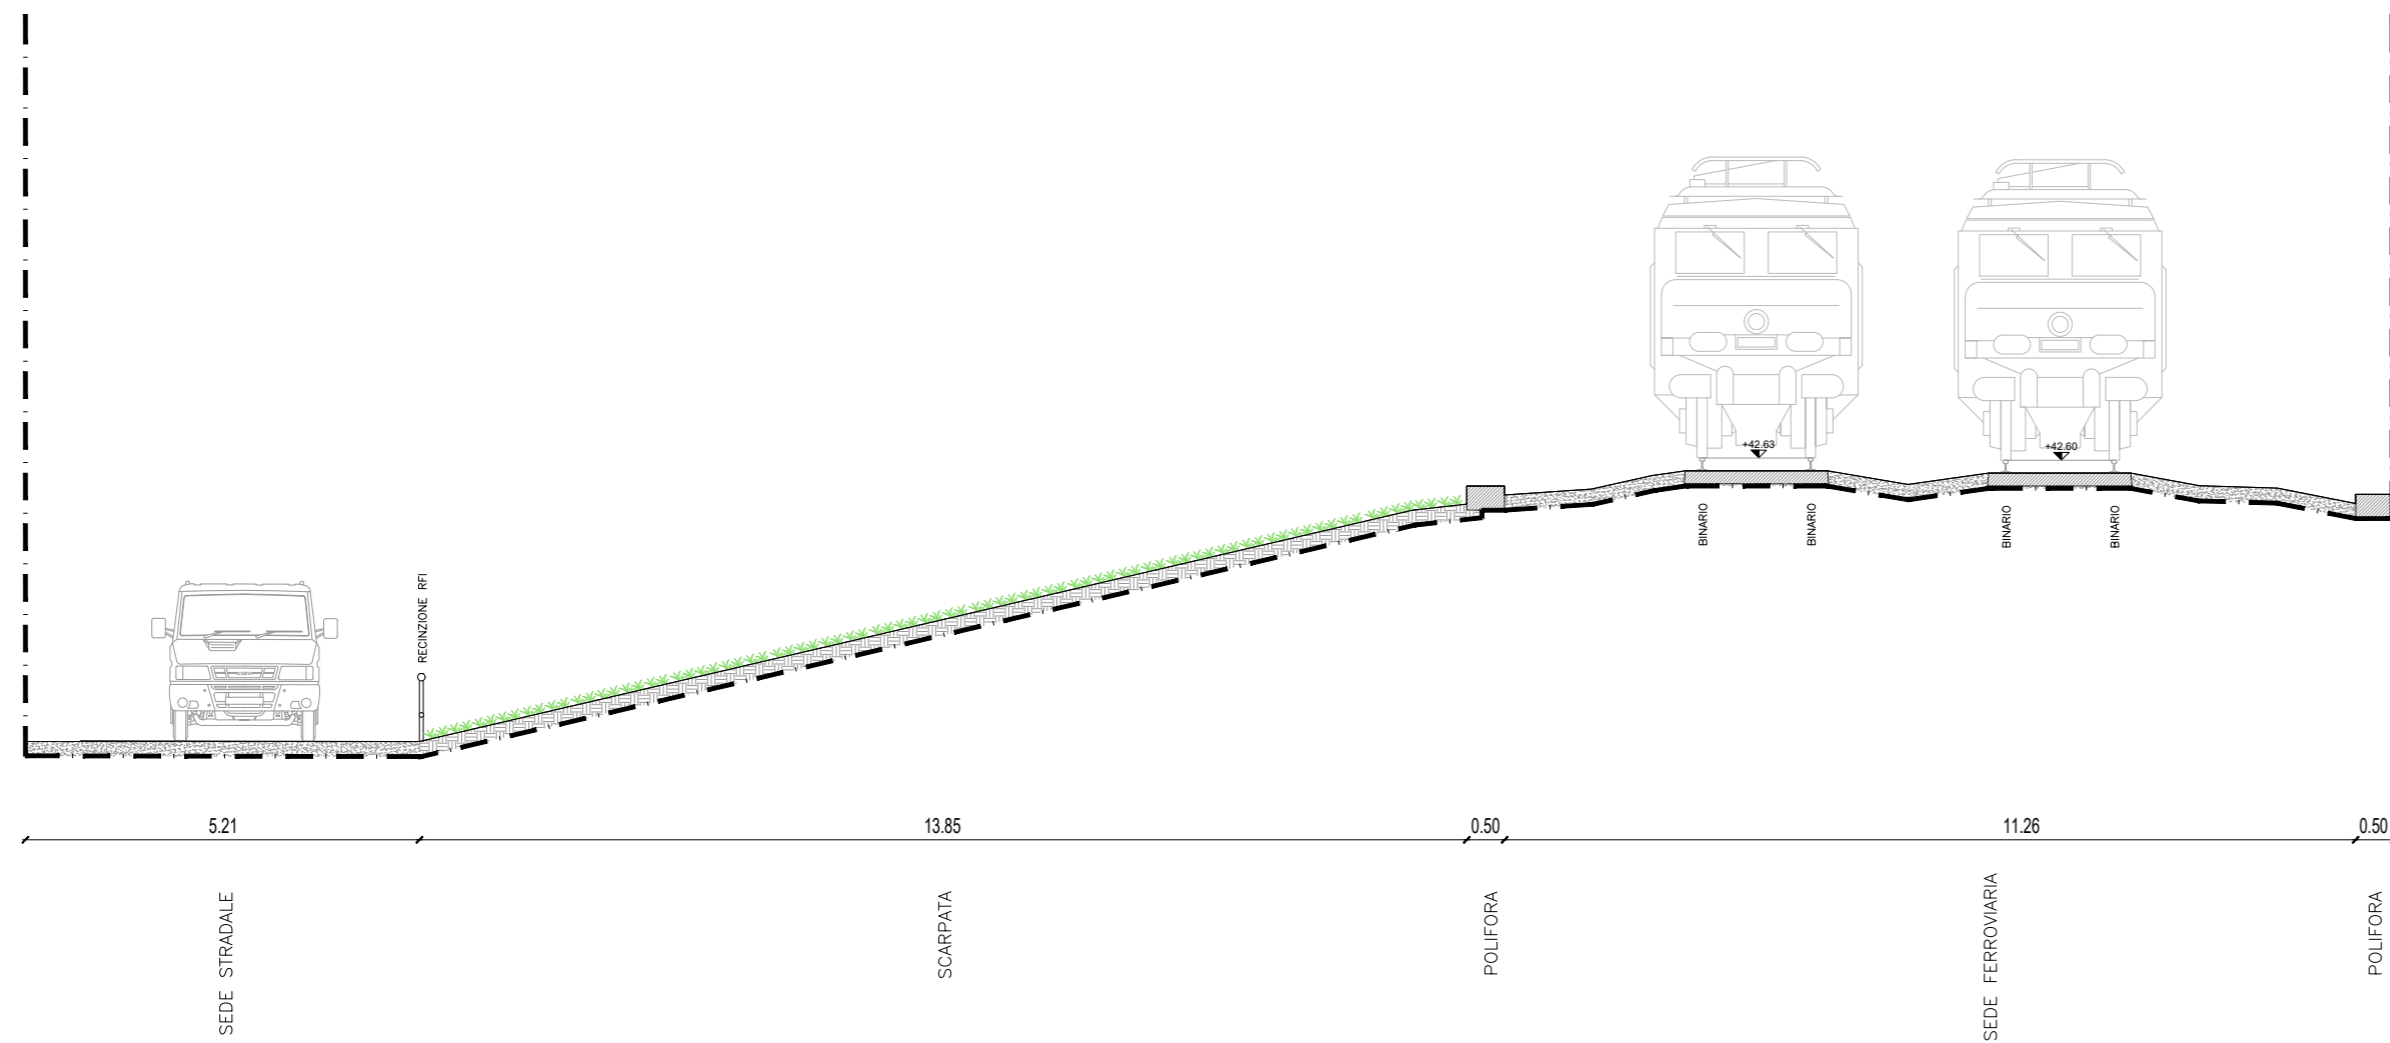 +42.63
+42.60
BINARIO
BINARIO
BINARIO
BINARIO
RECINZIONE RFI
5.21
13.85
0.50
11.26
0.50
SEDE STRADALE
SCARPATA
POLIFORA
SEDE FERROVIARIA
POLIFORA